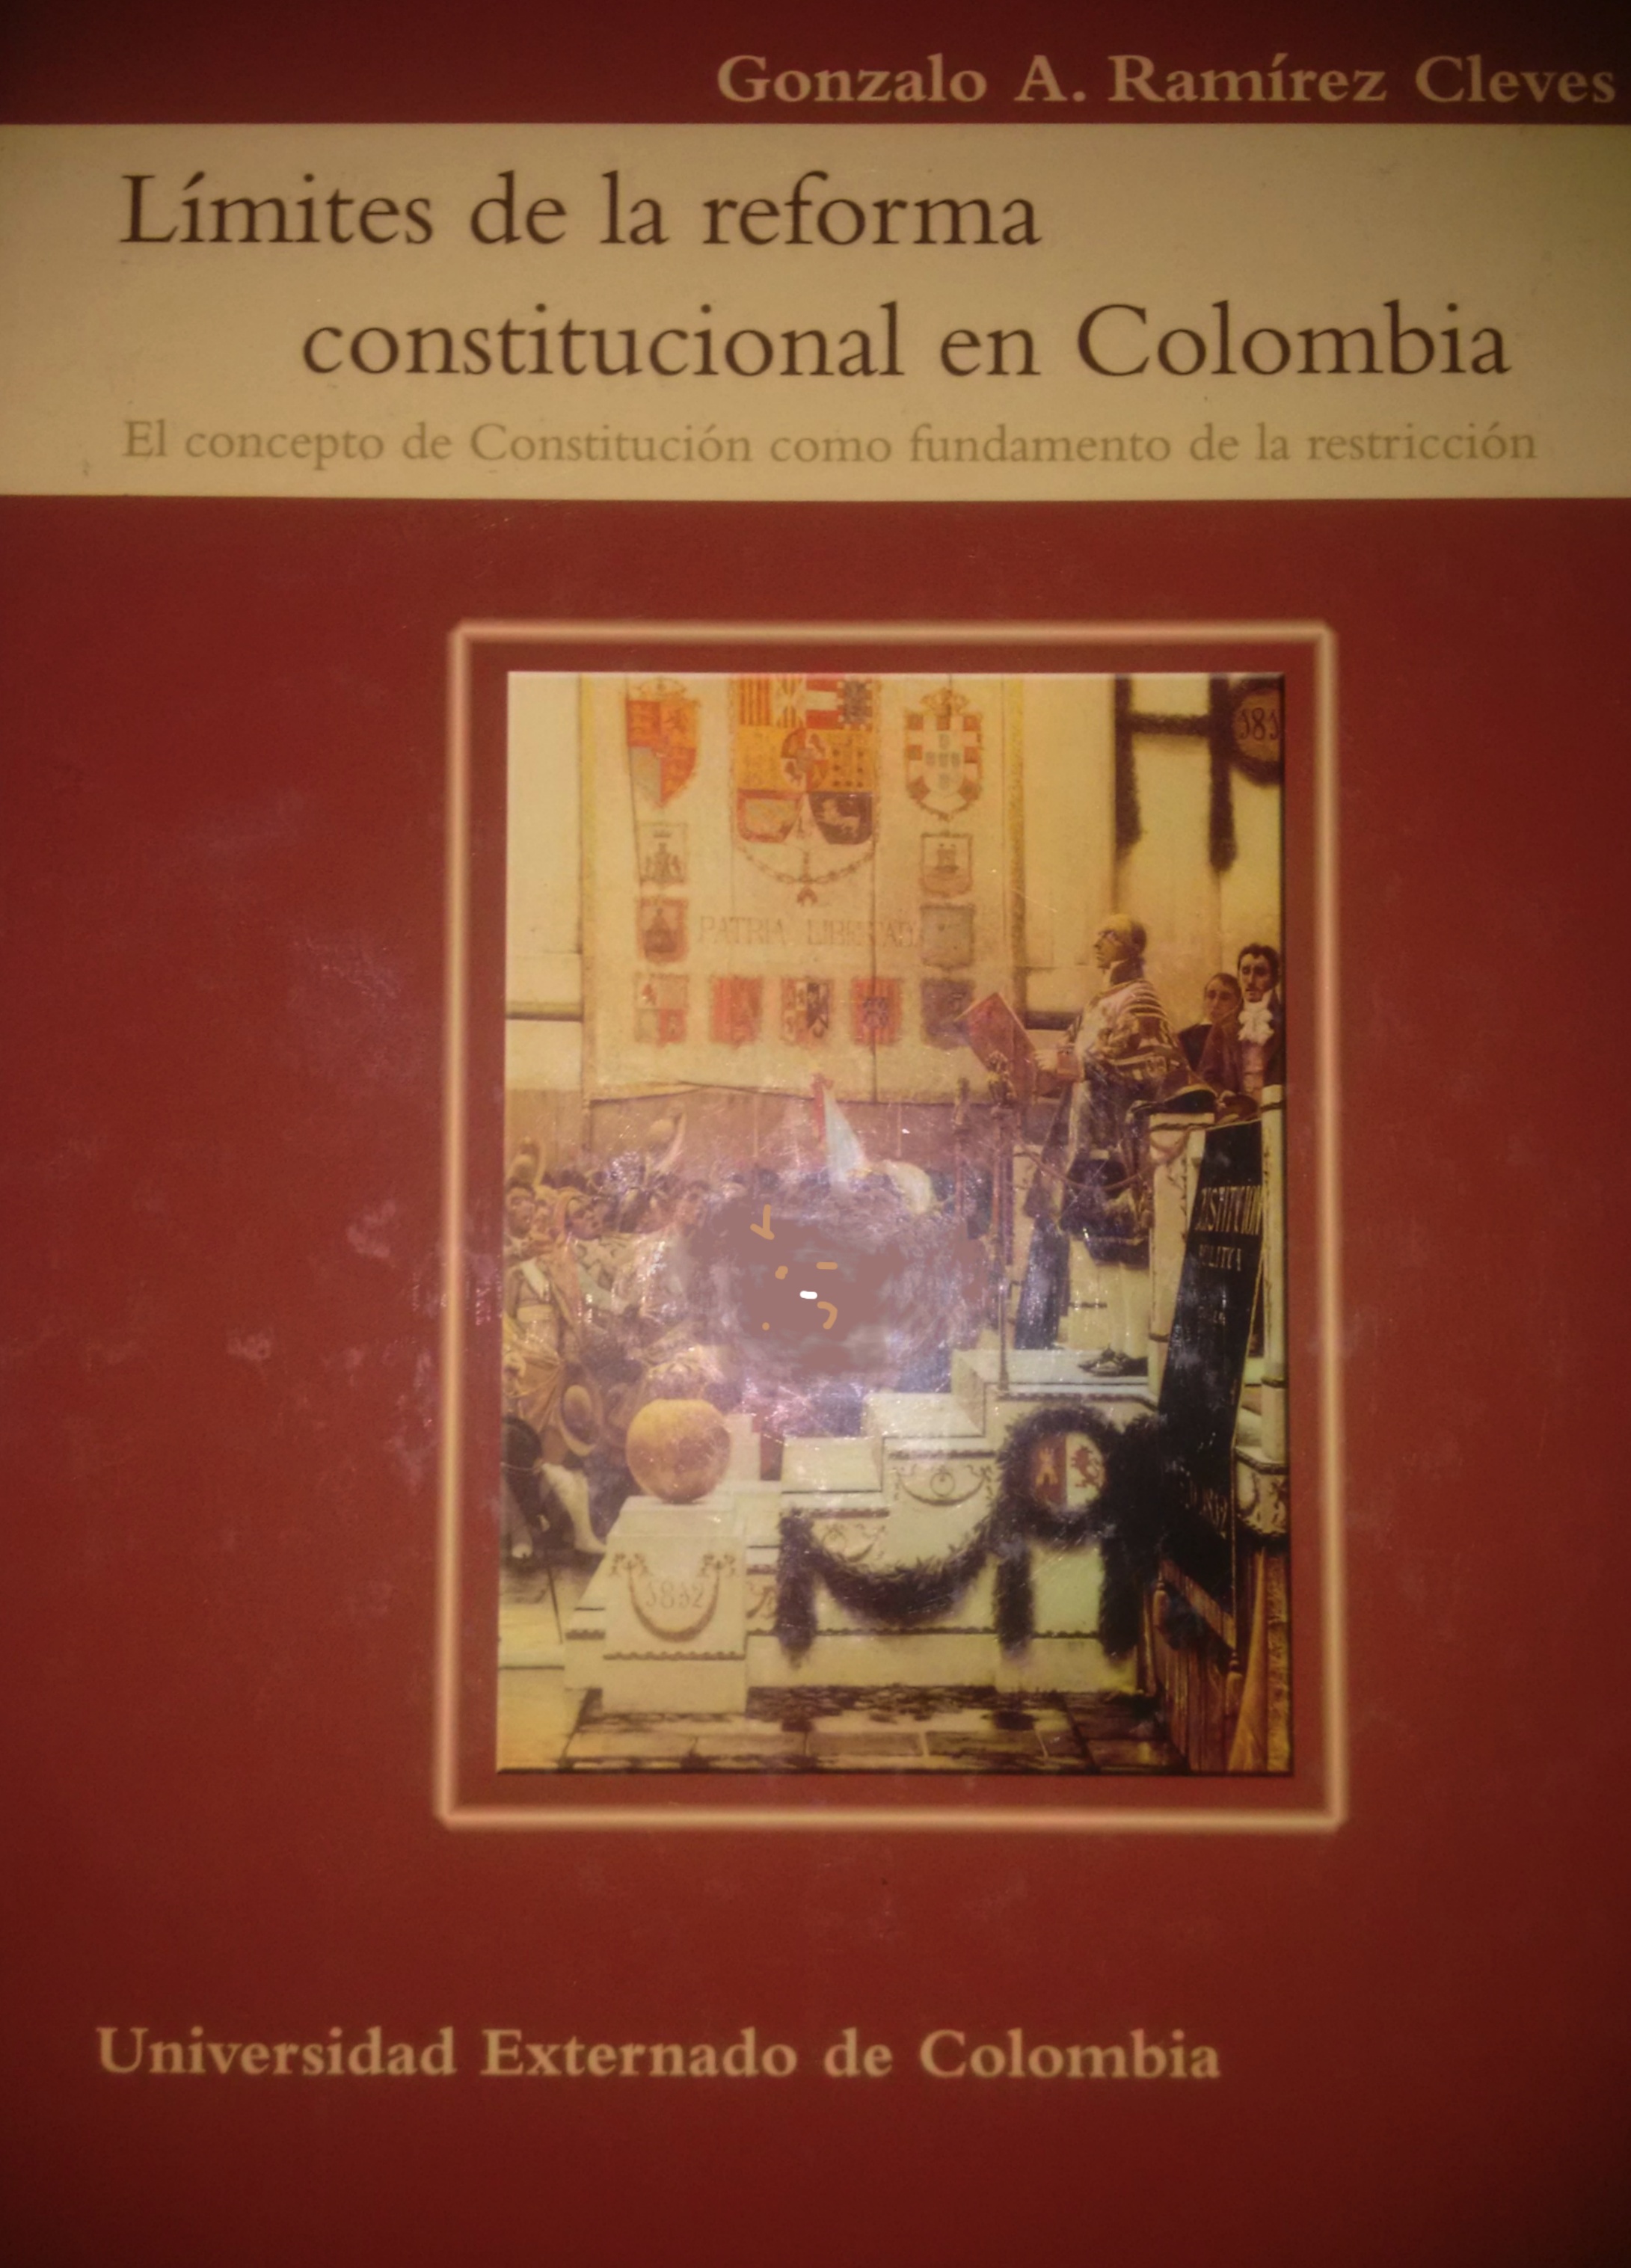 Gonzalo A. Ramírez Cleves
Límites de la reforma
constitucional en Colombia
El concepto de Constitución como fundamento de la restricción
PATRIA LIBERTAD
1812
Universidad Externado de Colombia